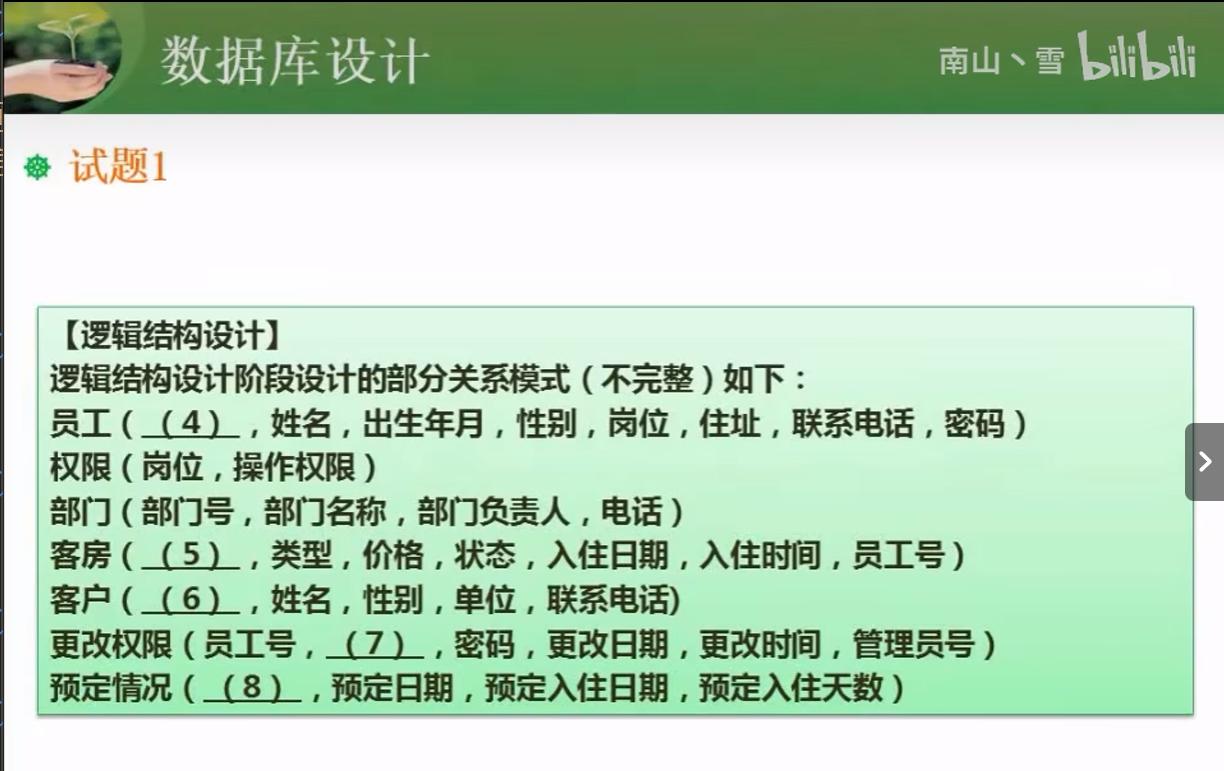 数据库设计
南山丶雪 bilibili
试题1
【逻辑结构设计】
逻辑结构设计阶段设计的部分关系模式（不完整）如下：
员工（（4），姓名，出生年月，性别，岗位，住址，联系电话，密码）
权限（岗位，操作权限）
部门（部门号，部门名称，部门负责人，电话）
客房（（5），类型，价格，状态，入住日期，入住时间，员工号）
客户（（6），姓名，性别，单位，联系电话)
更改权限（员工号，（7），密码，更改日期，更改时间，管理员号）
预定情况（（8），预定日期，预定入住日期，预定入住天数）